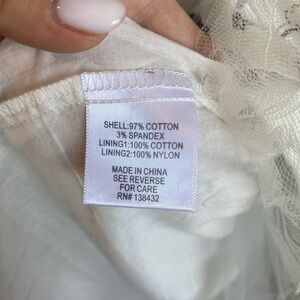 SHELL:97% COTTON
3% SPANDEX
LINING1:100% COTTON
LINING2:100% NYLON
MADE IN CHINA
SEE REVERSE
FOR CARE
RN# 138432